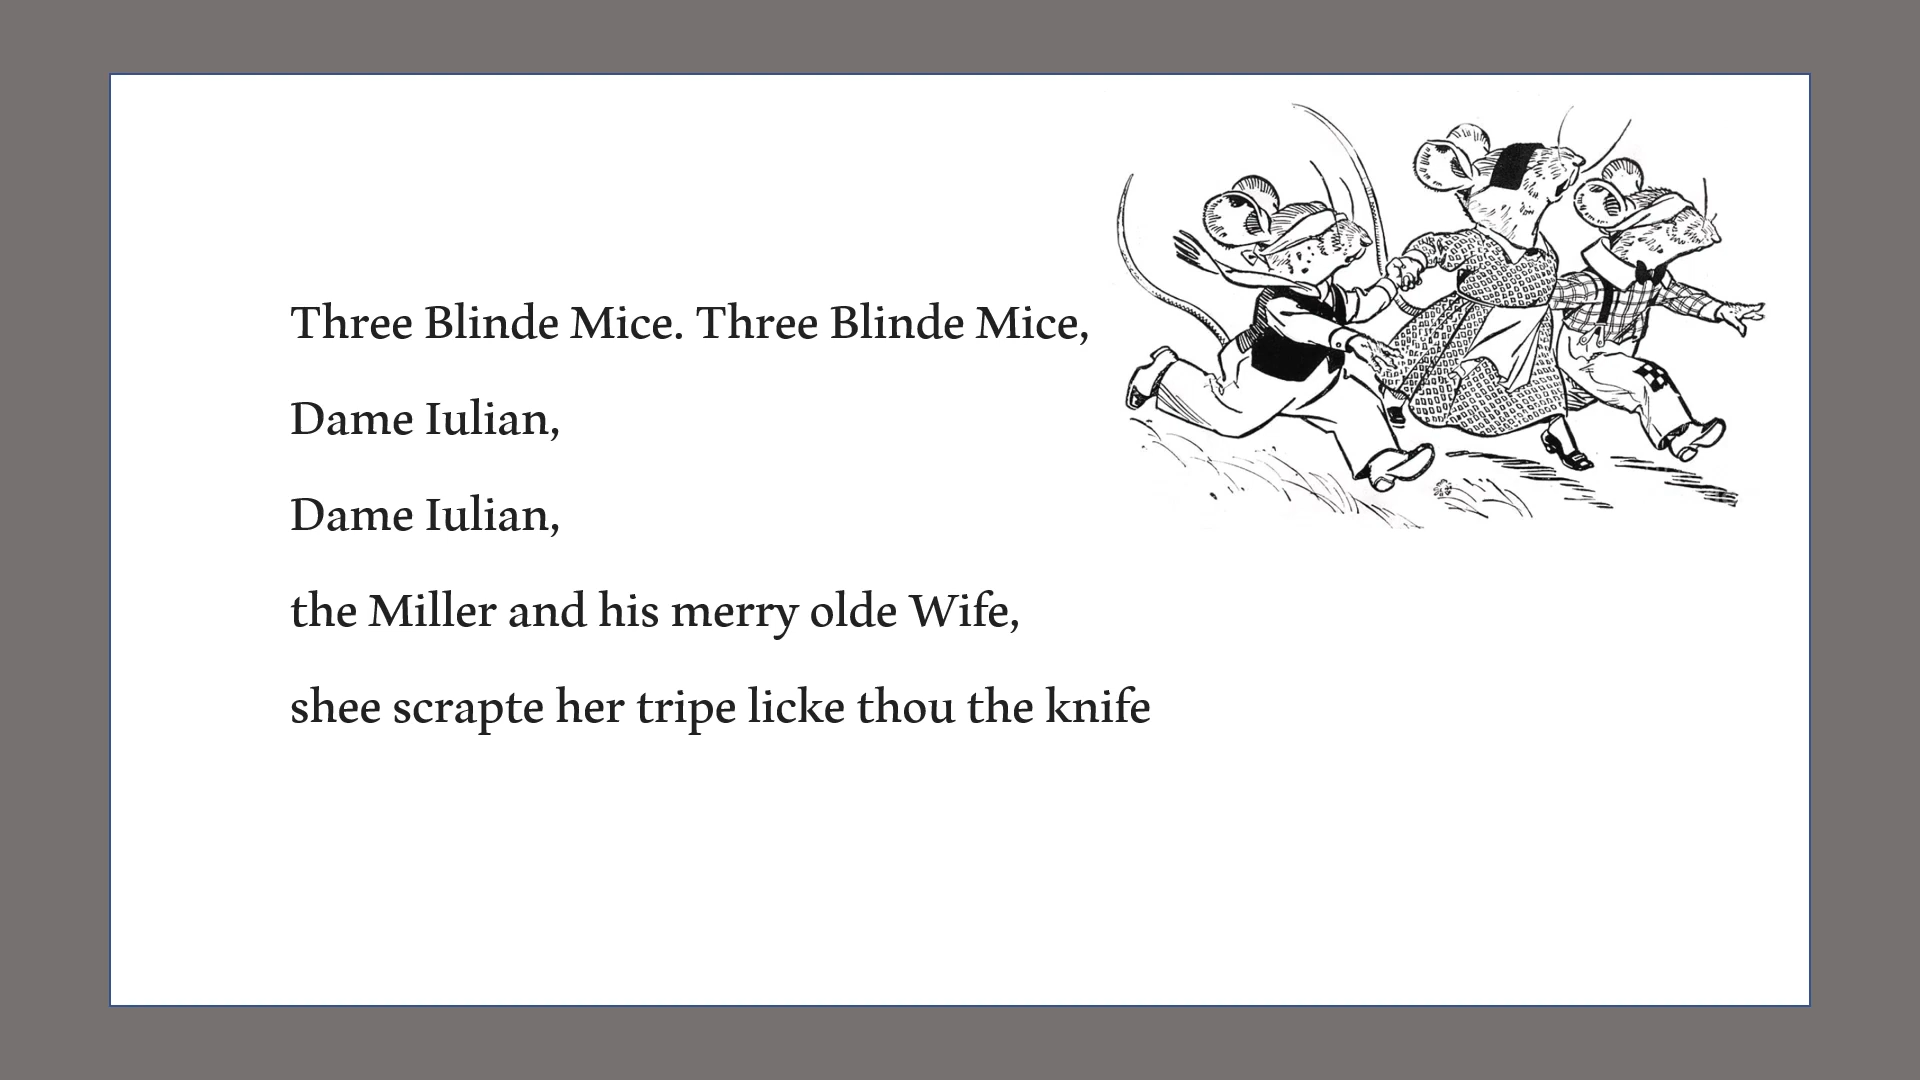 Three Blinde Mice. Three Blinde Mice,
Dame Iulian,
Dame Iulian,
the Miller and his merry olde Wife,
shee scrapte her tripe licke thou the knife